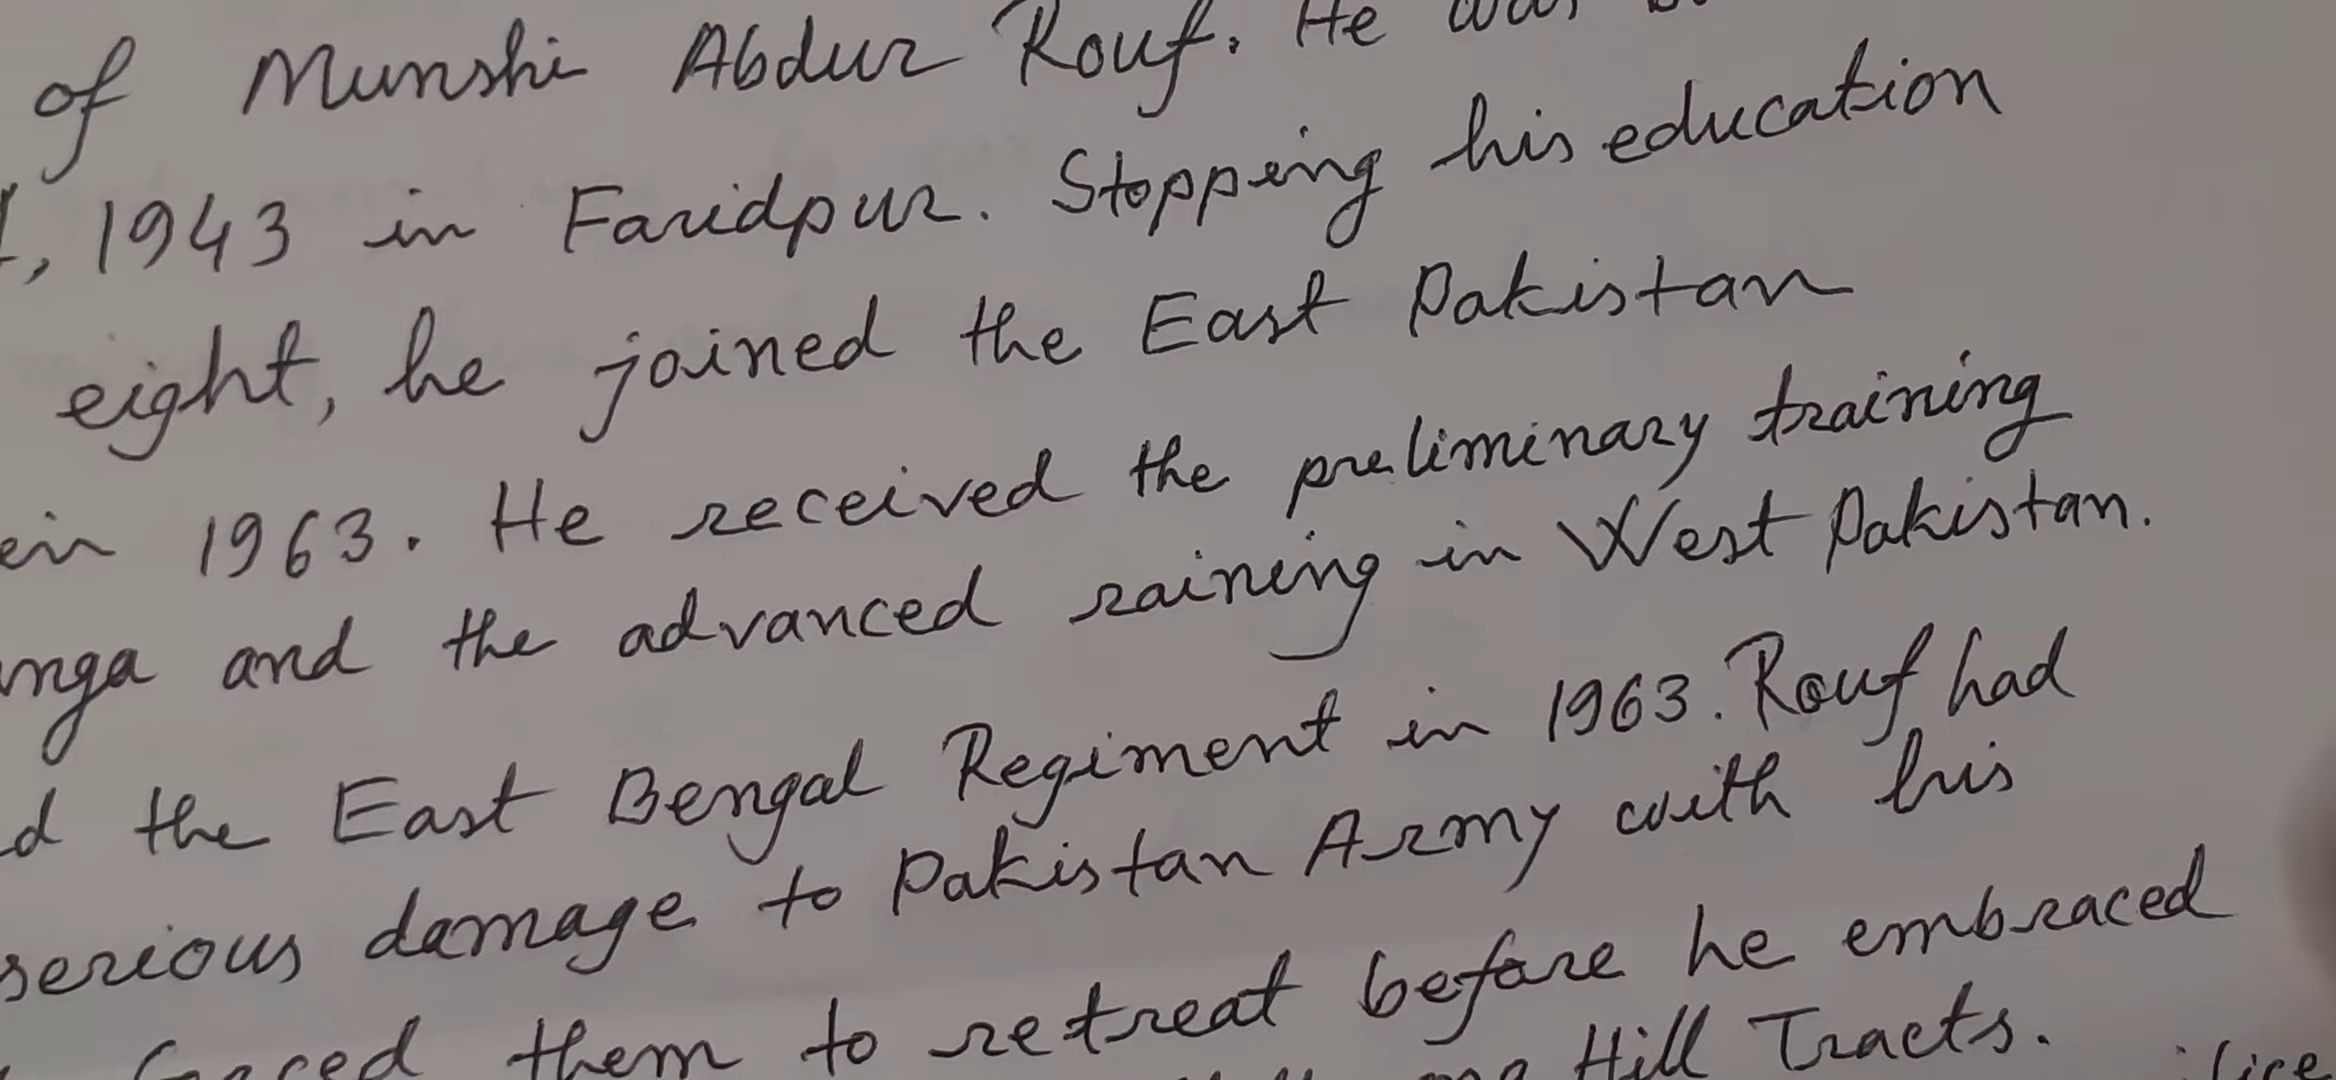 of Munshi Abdur Rouf. He was
, 1943 in Faridpur. Stopping his education
eight, he joined the East Pakistan
in 1963. He received the preliminary training
nga and the advanced raining in West Pakistan.
d the East Bengal Regiment in 1963. Rouf had
serious damage to Pakistan Army with his
forced them to retreat before he embraced
Hill Tracts.